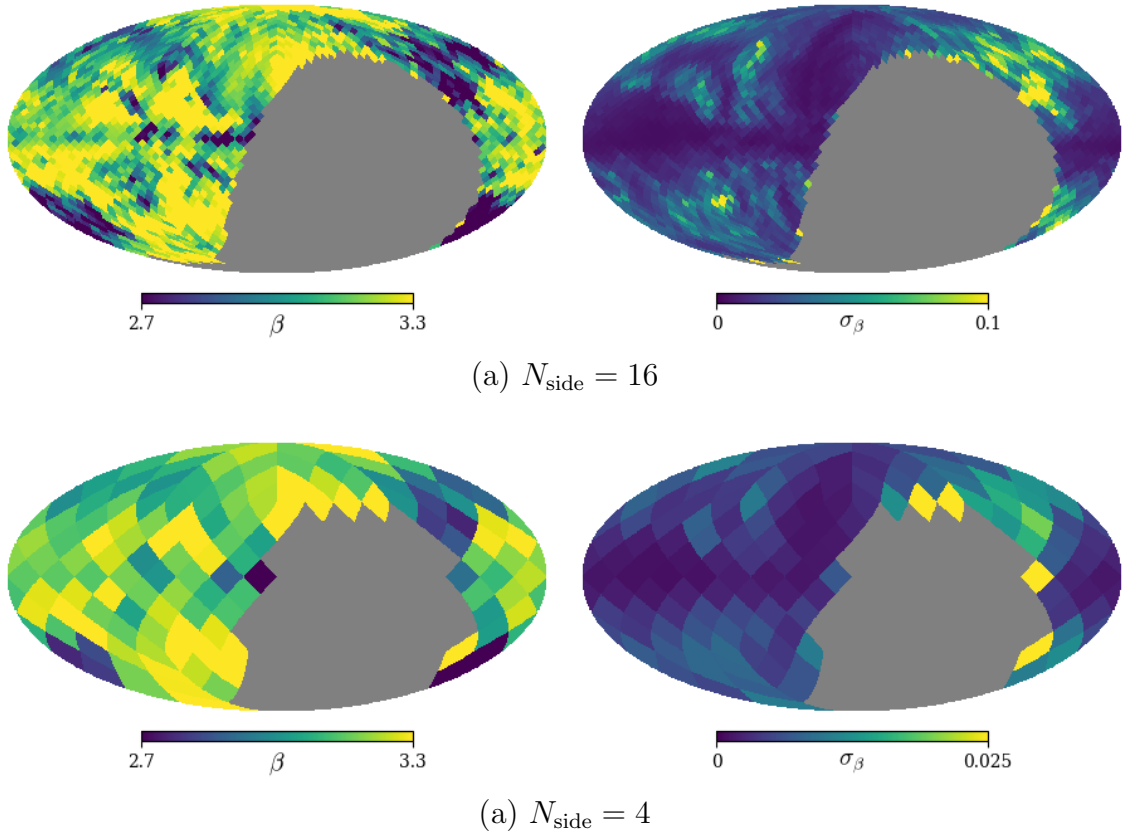 2.7 3.3 0 0.1
β σ_β
(a) N_side = 16
2.7 3.3 0 0.025
β σ_β
(a) N_side = 4